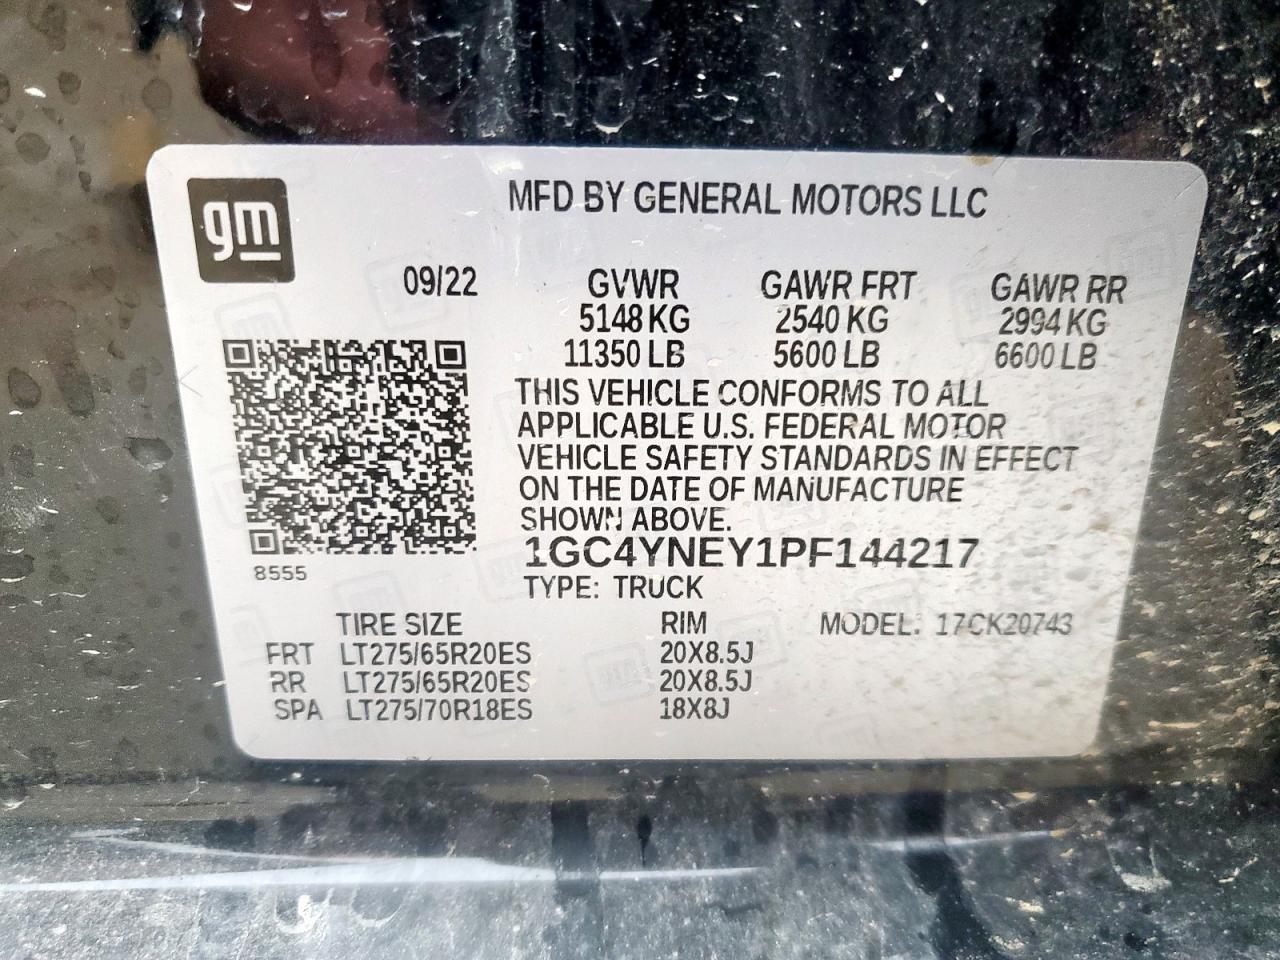 gm
MFD BY GENERAL MOTORS LLC
09/22 GVWR GAWR FRT GAWR RR
5148 KG 2540 KG 2994 KG
11350 LB 5600 LB 6600 LB
THIS VEHICLE CONFORMS TO ALL
APPLICABLE U.S. FEDERAL MOTOR
VEHICLE SAFETY STANDARDS IN EFFECT
ON THE DATE OF MANUFACTURE
SHOWN ABOVE.
1GC4YNEY1PF144217
8555
TYPE: TRUCK
TIRE SIZE RIM MODEL: 17CK20743
FRT LT275/65R20ES 20X8.5J
RR LT275/65R20ES 20X8.5J
SPA LT275/70R18ES 18X8J